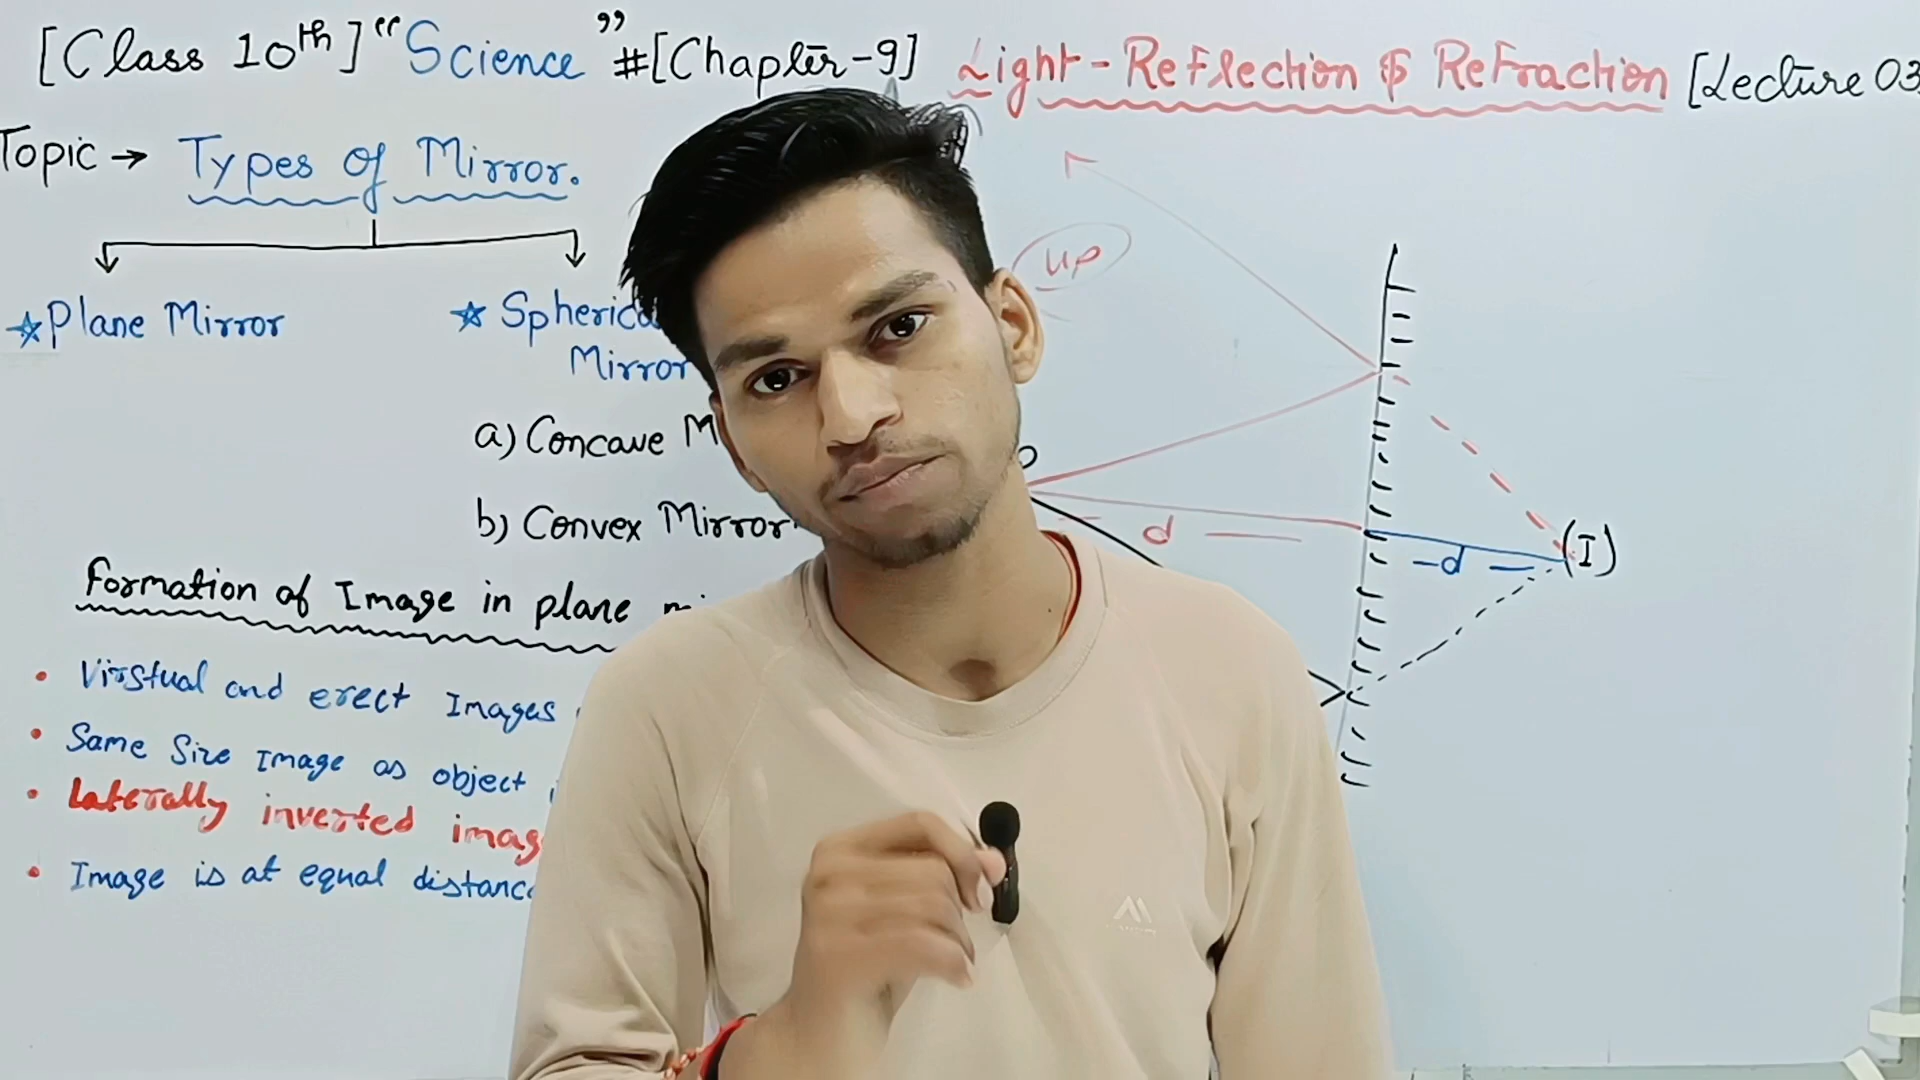 [Class 10th] "Science" #[Chapter-9] Light-Reflection & Refraction [Lecture 03
Topic → Types of Mirror.
★ Plane Mirror
★ Spherica
Mirror
a) Concave M
b) Convex Mirror
Formation of Image in plane mi
• Virstual and erect Images
• Same Size Image as object i
• Laterally inverted imag
• Image is at equal distanc
up
d
-d
(I)